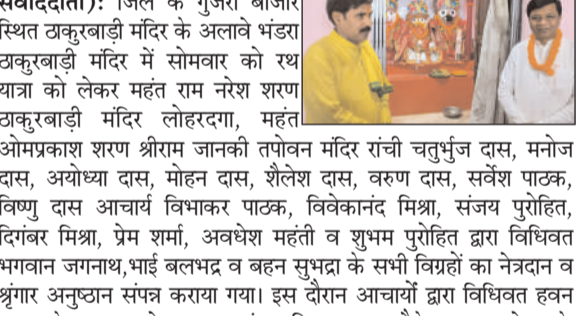 संवाददाता): जिले के गुजरी बाजार
स्थित ठाकुरबाड़ी मंदिर के अलावे भंडरा
ठाकुरबाड़ी मंदिर में सोमवार को रथ
यात्रा को लेकर महंत राम नरेश शरण
ठाकुरबाड़ी मंदिर लोहरदगा, महंत
ओमप्रकाश शरण श्रीराम जानकी तपोवन मंदिर रांची चतुर्भुज दास, मनोज
दास, अयोध्या दास, मोहन दास, शैलेश दास, वरुण दास, सर्वेश पाठक,
विष्णु दास आचार्य विभाकर पाठक, विवेकानंद मिश्रा, संजय पुरोहित,
दिगंबर मिश्रा, प्रेम शर्मा, अवधेश महंती व शुभम पुरोहित द्वारा विधिवत
भगवान जगनाथ,भाई बलभद्र व बहन सुभद्रा के सभी विग्रहों का नेत्रदान व
श्रृंगार अनुष्ठान संपन्न कराया गया। इस दौरान आचार्यों द्वारा विधिवत हवन